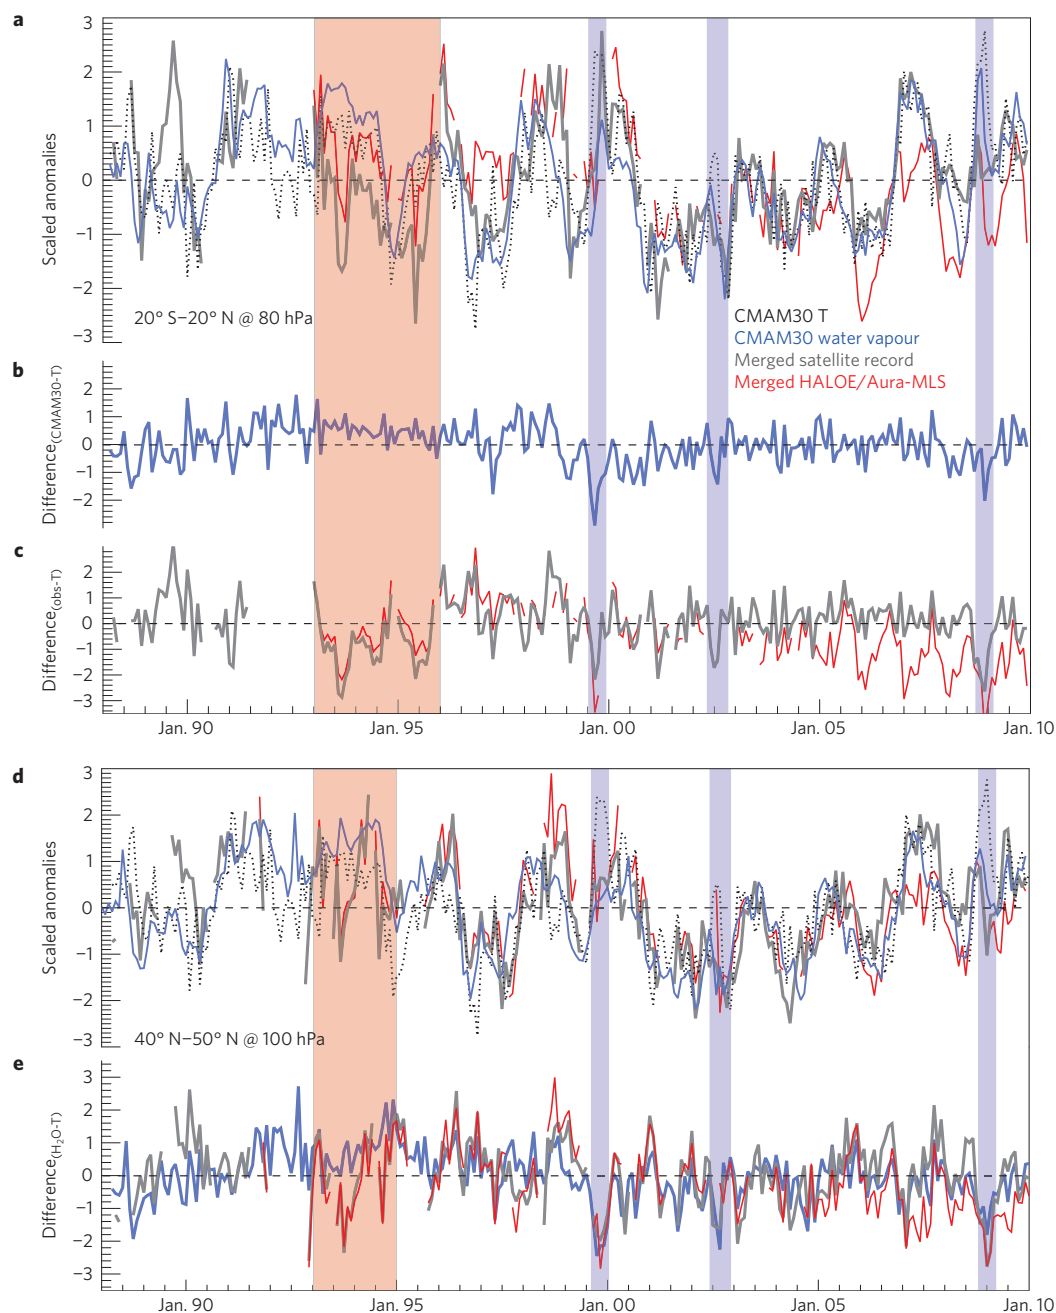 a
3
2
1
0
−1
−2
−3
Scaled anomalies
20° S–20° N @ 80 hPa
CMAM30 T
CMAM30 water vapour
Merged satellite record
Merged HALOE/Aura-MLS
b
2
1
0
−1
−2
Difference(CMAM30-T)
c
2
1
0
−1
−2
−3
Difference(obs-T)
Jan. 90
Jan. 95
Jan. 00
Jan. 05
Jan. 10
d
3
2
1
0
−1
−2
−3
Scaled anomalies
40° N–50° N @ 100 hPa
e
3
2
1
0
−1
−2
−3
Difference(H2O-T)
Jan. 90
Jan. 95
Jan. 00
Jan. 05
Jan. 10